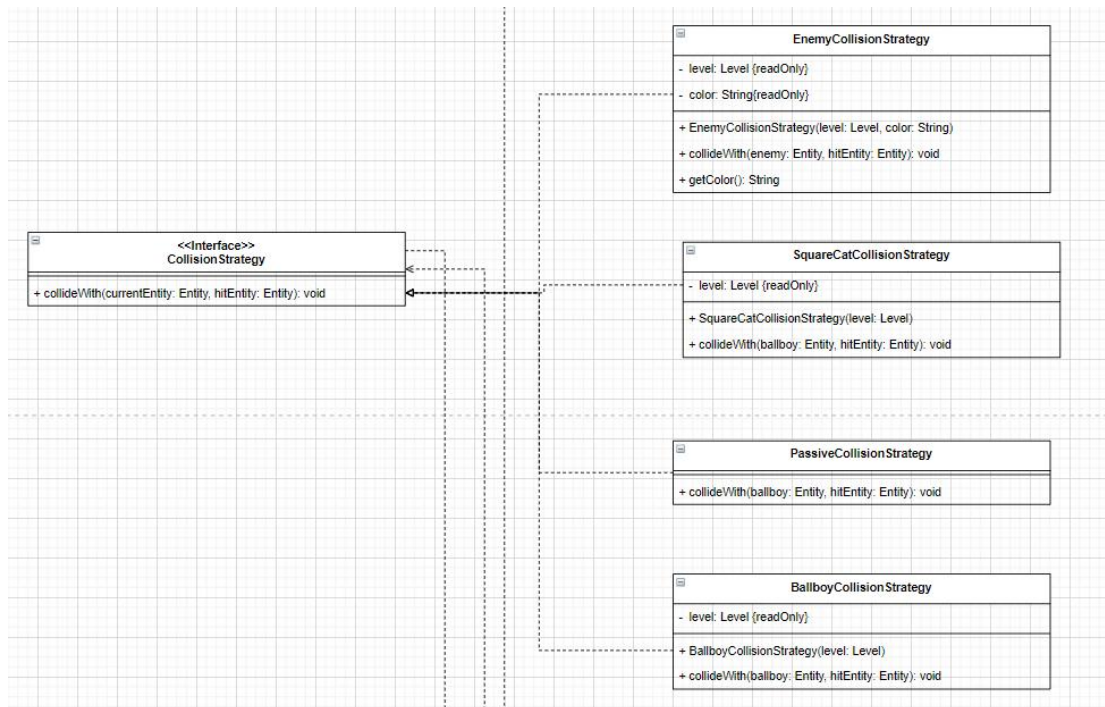 EnemyCollisionStrategy
- level: Level {readOnly}
- color: String{readOnly}
+ EnemyCollisionStrategy(level: Level, color: String)
+ collideWith(enemy: Entity, hitEntity: Entity): void
+ getColor(): String
<<Interface>>
CollisionStrategy
+ collideWith(currentEntity: Entity, hitEntity: Entity): void
SquareCatCollisionStrategy
- level: Level {readOnly}
+ SquareCatCollisionStrategy(level: Level)
+ collideWith(ballboy: Entity, hitEntity: Entity): void
PassiveCollisionStrategy
+ collideWith(ballboy: Entity, hitEntity: Entity): void
BallboyCollisionStrategy
- level: Level {readOnly}
+ BallboyCollisionStrategy(level: Level)
+ collideWith(ballboy: Entity, hitEntity: Entity): void